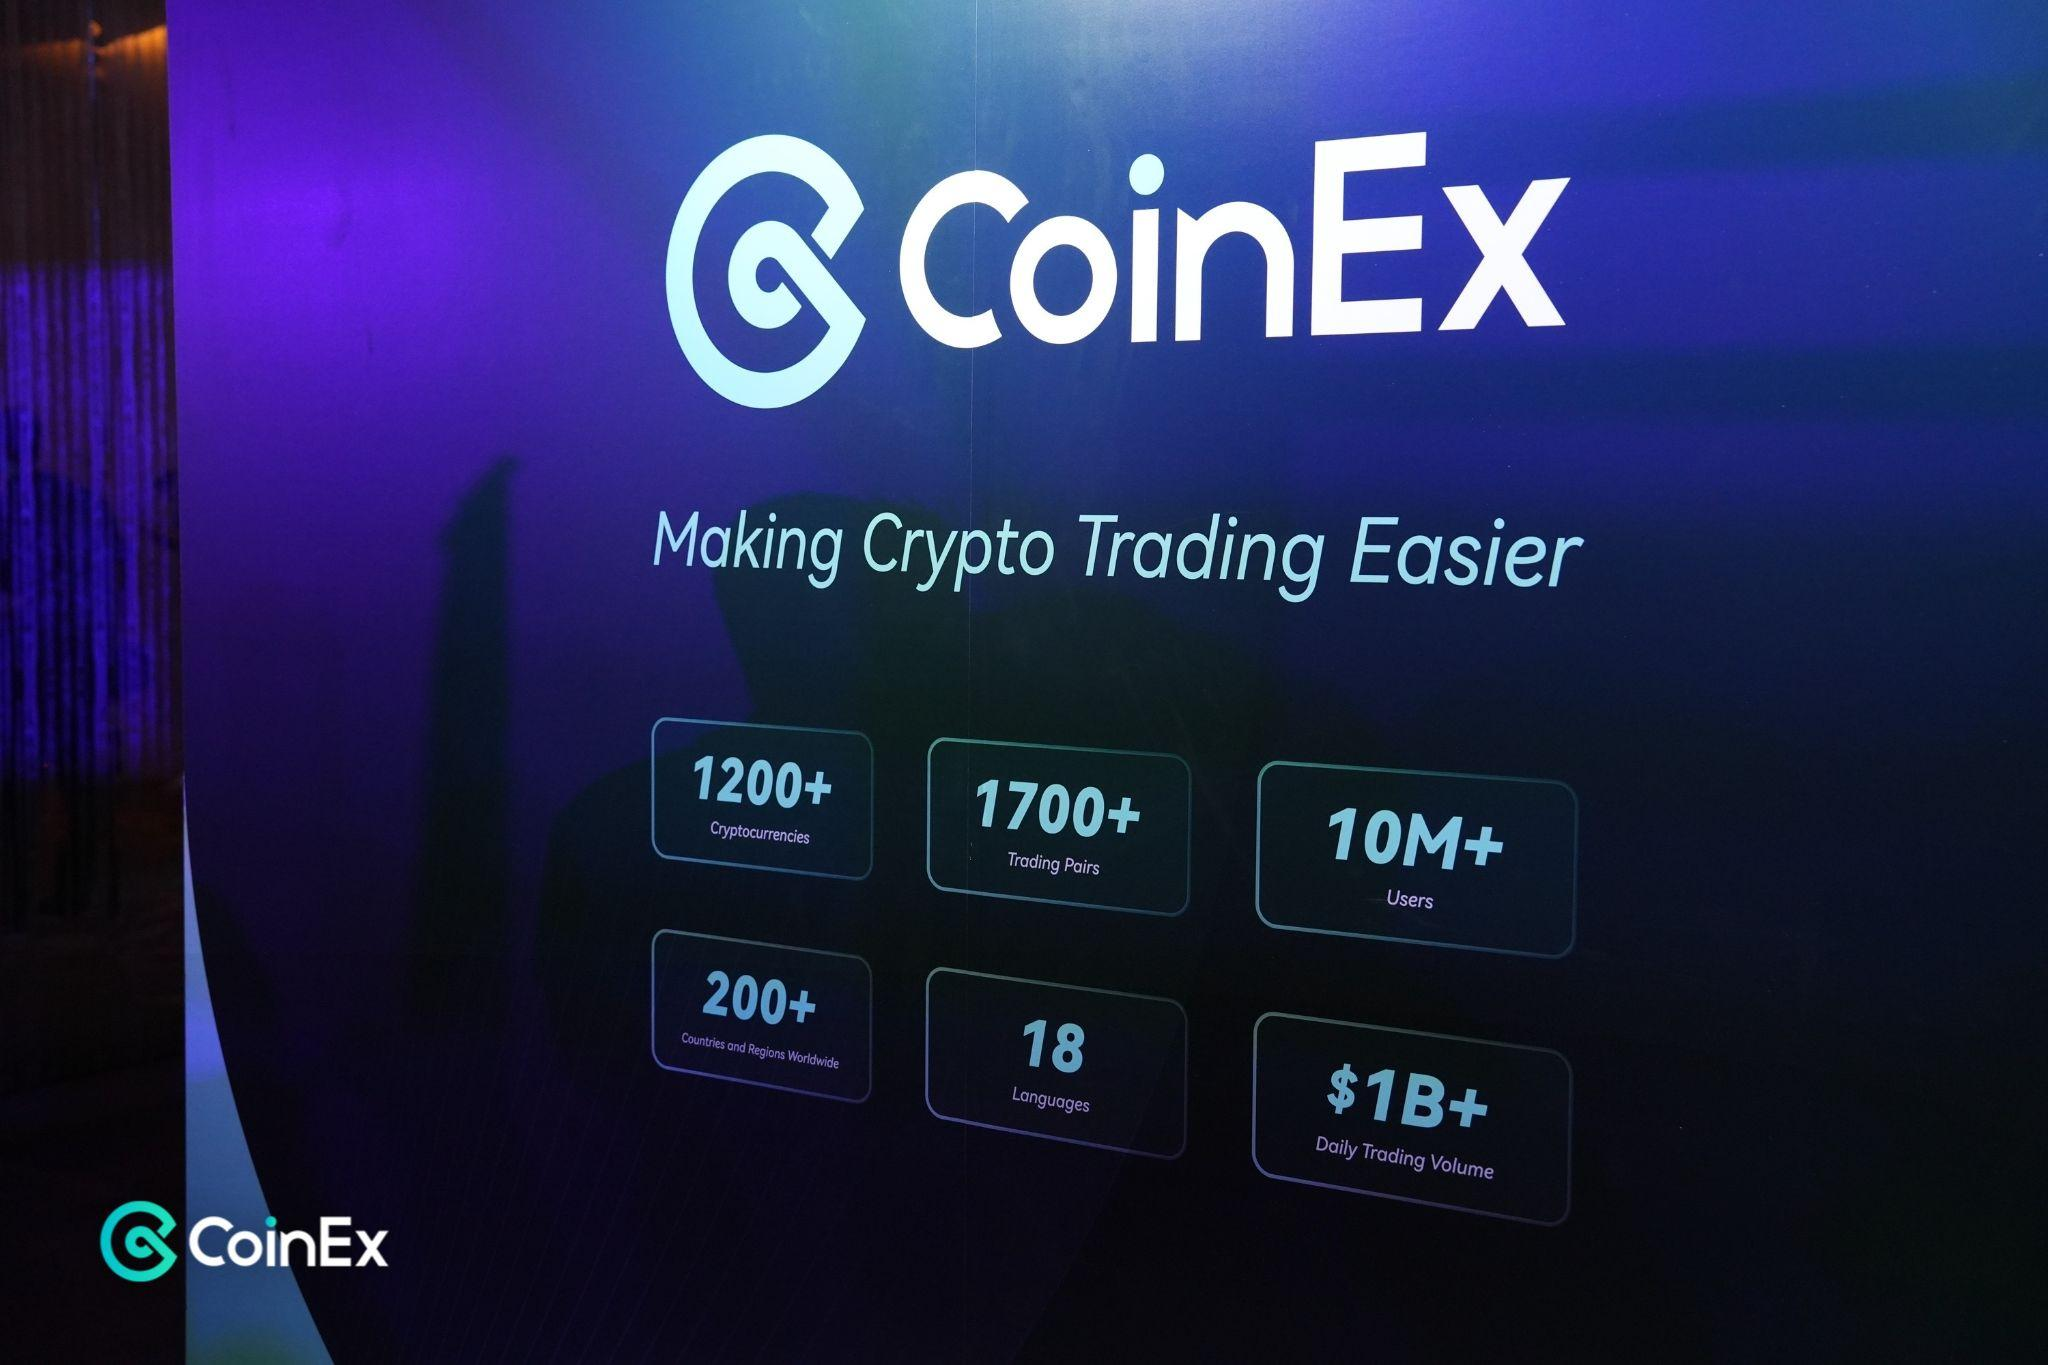 CoinEx
Making Crypto Trading Easier
1200+
Cryptocurrencies
1700+
Trading Pairs
10M+
Users
200+
Countries and Regions Worldwide
18
Languages
$1B+
Daily Trading Volume
CoinEx